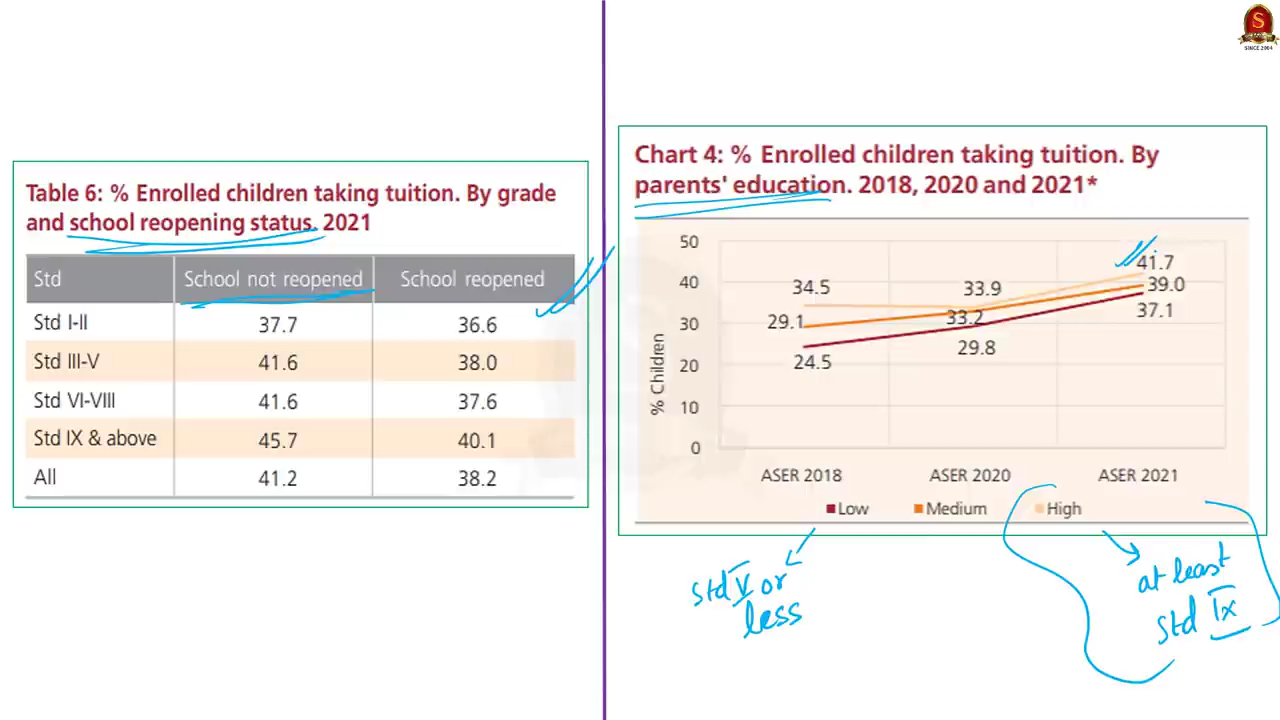 S
SINCE 2004
Table 6: % Enrolled children taking tuition. By grade
and school reopening status. 2021
Std School not reopened School reopened
Std I-II 37.7 36.6
Std III-V 41.6 38.0
Std VI-VIII 41.6 37.6
Std IX & above 45.7 40.1
All 41.2 38.2
Chart 4: % Enrolled children taking tuition. By
parents' education. 2018, 2020 and 2021*
% Children
50
40
30
20
10
0
34.5 33.9 41.7
29.1 33.2 39.0
24.5 29.8 37.1
ASER 2018 ASER 2020 ASER 2021
Low Medium High
Std V or
less
at least
Std IX